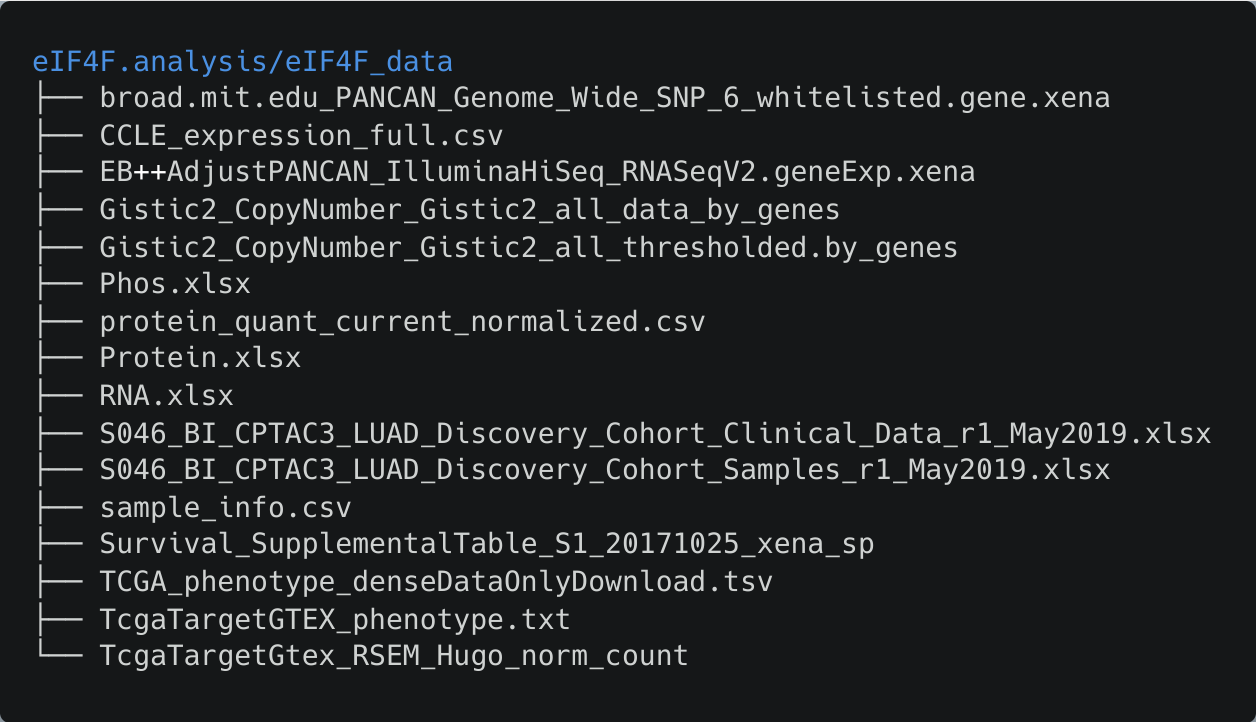 eIF4F.analysis/eIF4F_data
├── broad.mit.edu_PANCAN_Genome_Wide_SNP_6_whitelisted.gene.xena
├── CCLE_expression_full.csv
├── EB++AdjustPANCAN_IlluminaHiSeq_RNASeqV2.geneExp.xena
├── Gistic2_CopyNumber_Gistic2_all_data_by_genes
├── Gistic2_CopyNumber_Gistic2_all_thresholded.by_genes
├── Phos.xlsx
├── protein_quant_current_normalized.csv
├── Protein.xlsx
├── RNA.xlsx
├── S046_BI_CPTAC3_LUAD_Discovery_Cohort_Clinical_Data_r1_May2019.xlsx
├── S046_BI_CPTAC3_LUAD_Discovery_Cohort_Samples_r1_May2019.xlsx
├── sample_info.csv
├── Survival_SupplementalTable_S1_20171025_xena_sp
├── TCGA_phenotype_denseDataOnlyDownload.tsv
├── TcgaTargetGTEX_phenotype.txt
└── TcgaTargetGtex_RSEM_Hugo_norm_count